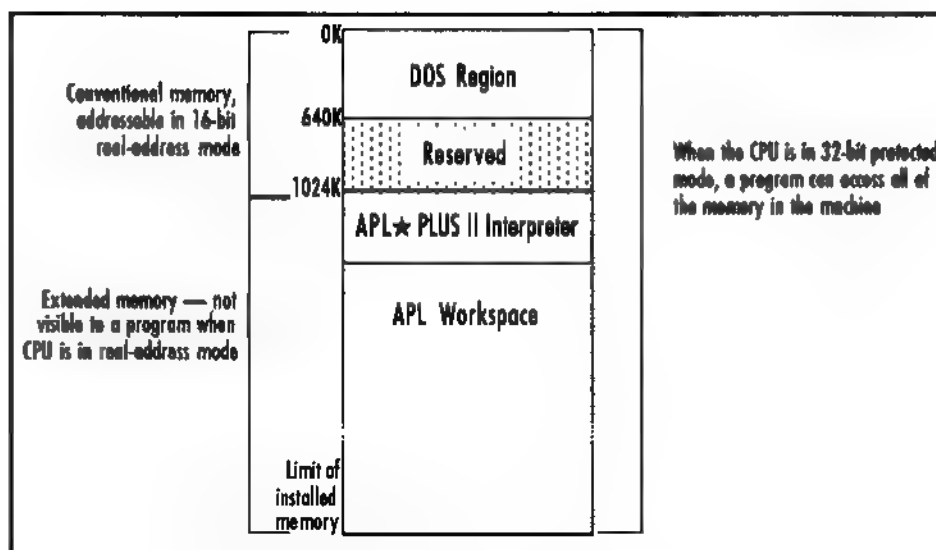 0K
DOS Region
Conventional memory,
addressable in 16-bit
real-address mode
640K
Reserved
When the CPU is in 32-bit protected
mode, a program can access all of
the memory in the machine
1024K
APL★ PLUS II Interpreter
Extended memory — not
visible to a program when
CPU is in real-address mode
APL Workspace
Limit of
installed
memory